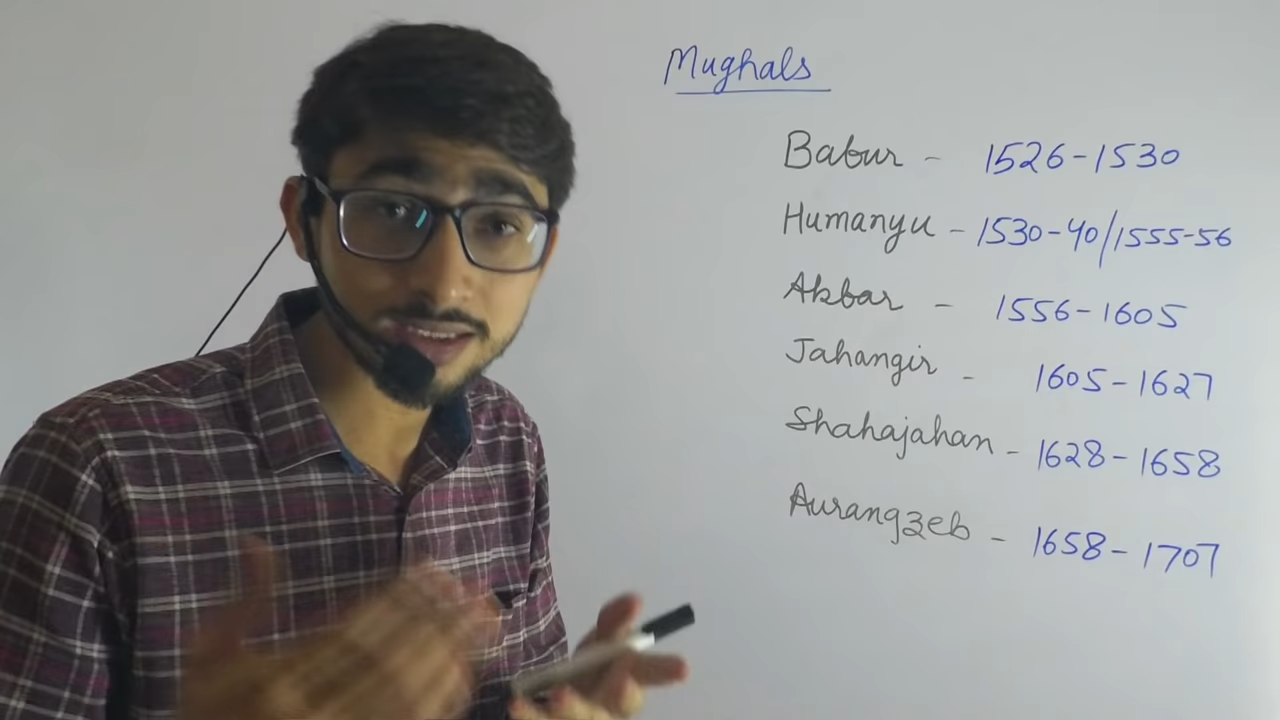 Mughals
Babur - 1526-1530
Humanyu - 1530-40/1555-56
Akbar - 1556-1605
Jahangir - 1605-1627
Shahajahan - 1628-1658
Aurangzeb - 1658-1707